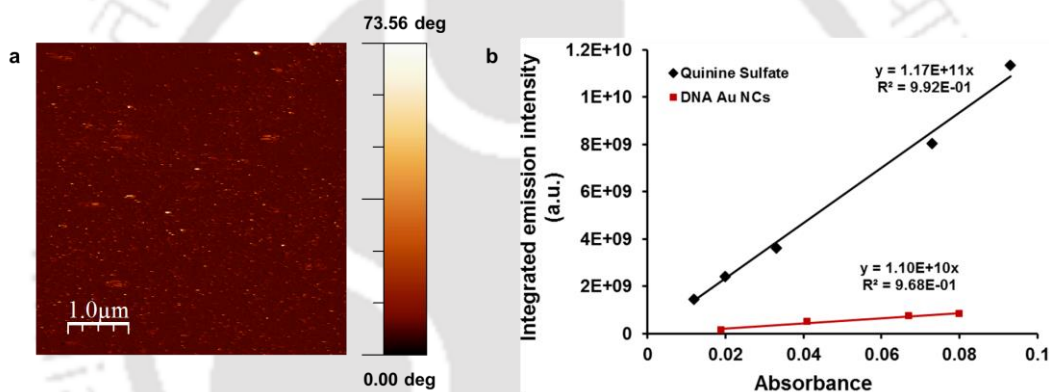 a
73.56 deg
1.0µm
0.00 deg
b
Integrated emission intensity
(a.u.)
1.2E+10
1E+10
8E+09
6E+09
4E+09
2E+09
0
Quinine Sulfate
DNA Au NCs
y = 1.17E+11x
R² = 9.92E-01
y = 1.10E+10x
R² = 9.68E-01
0 0.02 0.04 0.06 0.08 0.1
Absorbance